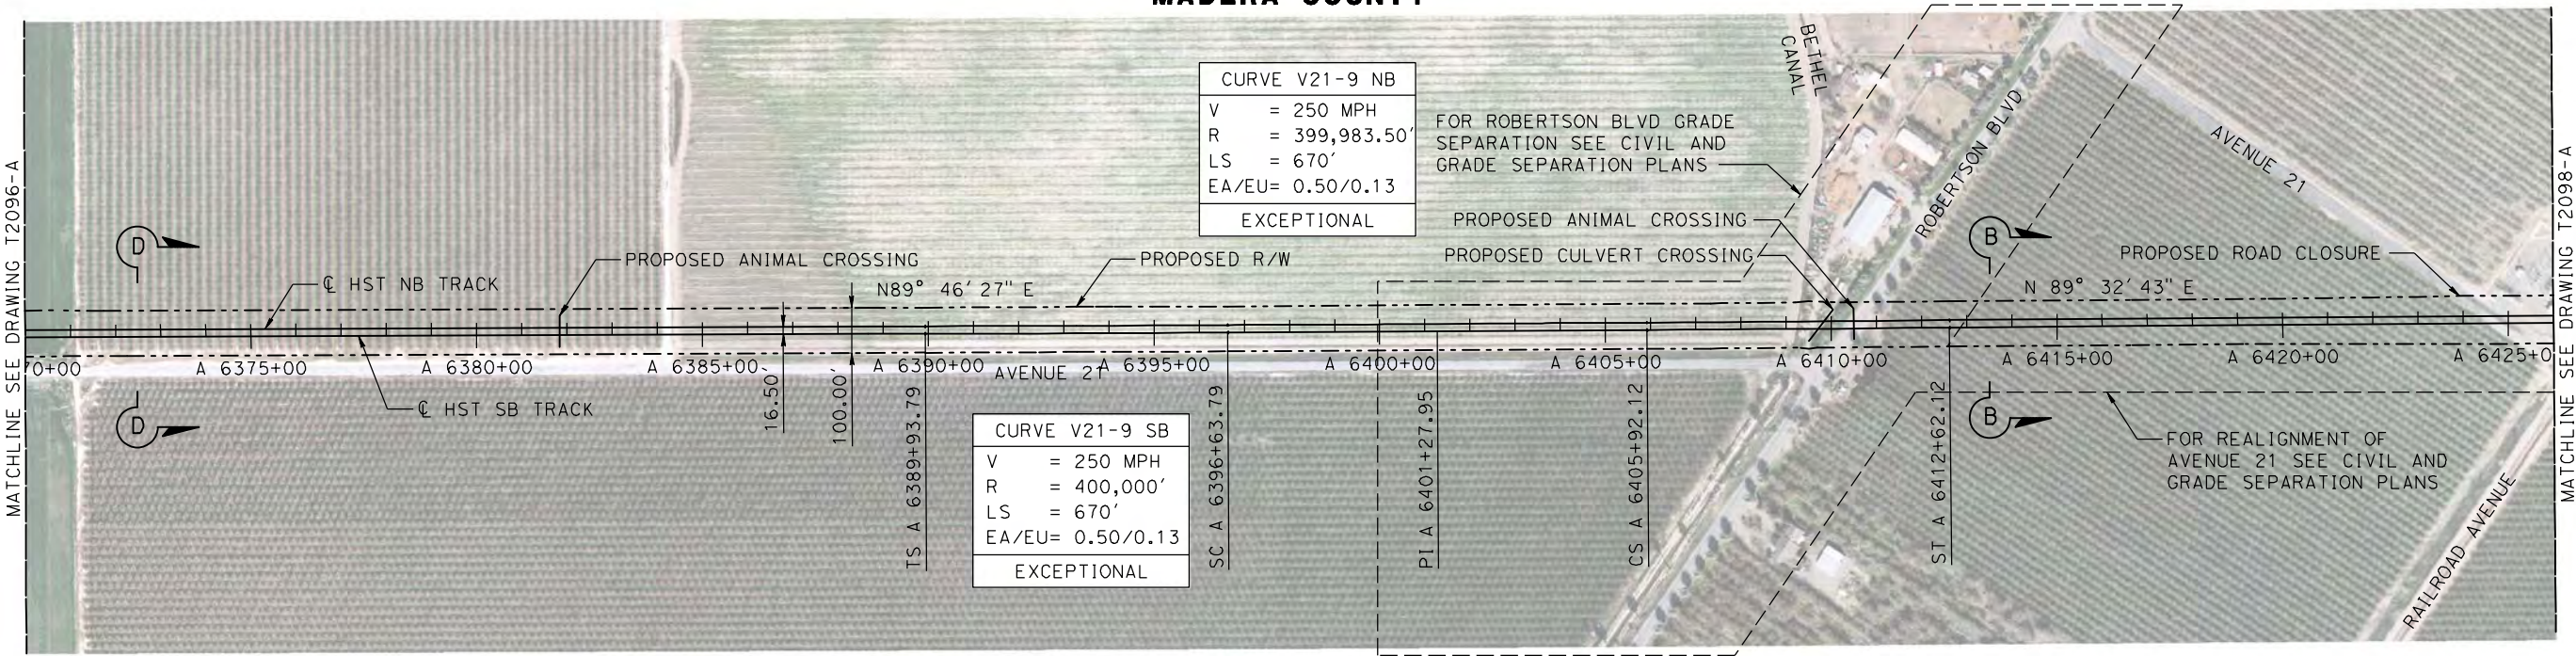 MADERA COUNTY
BETHEL
CANAL
CURVE V21-9 NB
V = 250 MPH
R = 399,983.50'
LS = 670'
EA/EU= 0.50/0.13
EXCEPTIONAL
FOR ROBERTSON BLVD GRADE
SEPARATION SEE CIVIL AND
GRADE SEPARATION PLANS
ROBERTSON BLVD
AVENUE 21
MATCHLINE SEE DRAWING T2096-A
MATCHLINE SEE DRAWING T2098-A
D
PROPOSED ANIMAL CROSSING
PROPOSED R/W
PROPOSED ANIMAL CROSSING
PROPOSED CULVERT CROSSING
B
PROPOSED ROAD CLOSURE
℄ HST NB TRACK
N89° 46' 27" E
N 89° 32' 43" E
0+00
A 6375+00
A 6380+00
A 6385+00
A 6390+00
AVENUE 21
A 6395+00
A 6400+00
A 6405+00
A 6410+00
A 6415+00
A 6420+00
A 6425+0
℄ HST SB TRACK
D
16.50'
100.00'
TS A 6389+93.79
CURVE V21-9 SB
V = 250 MPH
R = 400,000'
LS = 670'
EA/EU= 0.50/0.13
EXCEPTIONAL
SC A 6396+63.79
PI A 6401+27.95
CS A 6405+92.12
ST A 6412+62.12
B
FOR REALIGNMENT OF
AVENUE 21 SEE CIVIL AND
GRADE SEPARATION PLANS
RAILROAD AVENUE